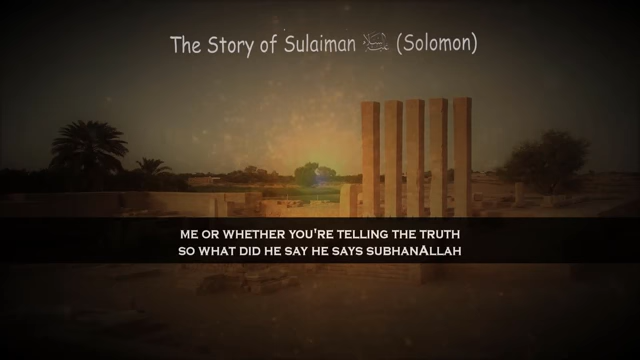 The Story of Sulaiman (Solomon)
ME OR WHETHER YOU'RE TELLING THE TRUTH
SO WHAT DID HE SAY HE SAYS SUBHANALLAH